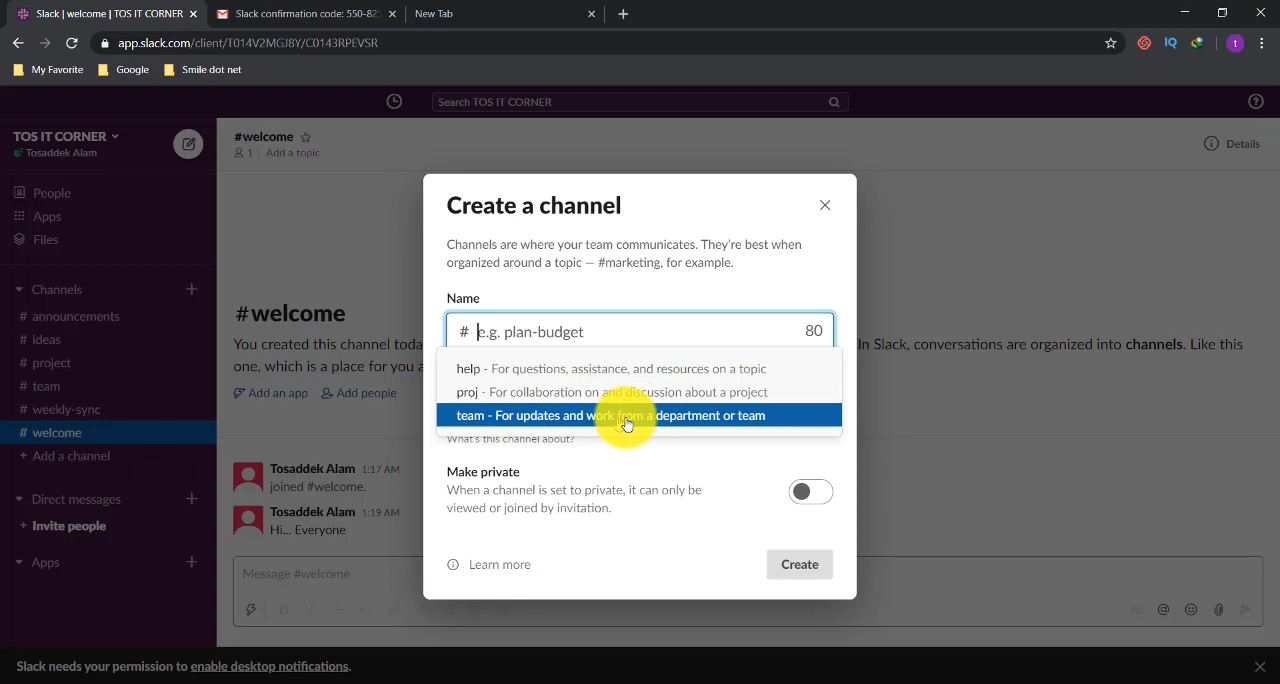 Slack | welcome | TOS IT CORNER
Slack confirmation code: 550-82
New Tab
app.slack.com/client/T014V2MGJ8Y/C0143RPEVSR
IQ
t
My Favorite
Google
Smile dot net
Search TOS IT CORNER
TOS IT CORNER
Tosaddek Alam
People
Apps
Files
Channels
# announcements
# ideas
# project
# team
# weekly-sync
# welcome
+ Add a channel
Direct messages
+ Invite people
Apps
#welcome
1 | Add a topic
Details
#welcome
You created this channel toda
In Slack, conversations are organized into channels. Like this
one, which is a place for you a
Add an app
Add people
Tosaddek Alam 1:17 AM
joined #welcome.
Tosaddek Alam 1:19 AM
Hi... Everyone
Message #welcome
Create a channel
Channels are where your team communicates. They're best when
organized around a topic — #marketing, for example.
Name
# e.g. plan-budget 80
help - For questions, assistance, and resources on a topic
proj - For collaboration on and discussion about a project
team - For updates and work from a department or team
What's this channel about?
Make private
When a channel is set to private, it can only be
viewed or joined by invitation.
Learn more
Create
Slack needs your permission to enable desktop notifications.